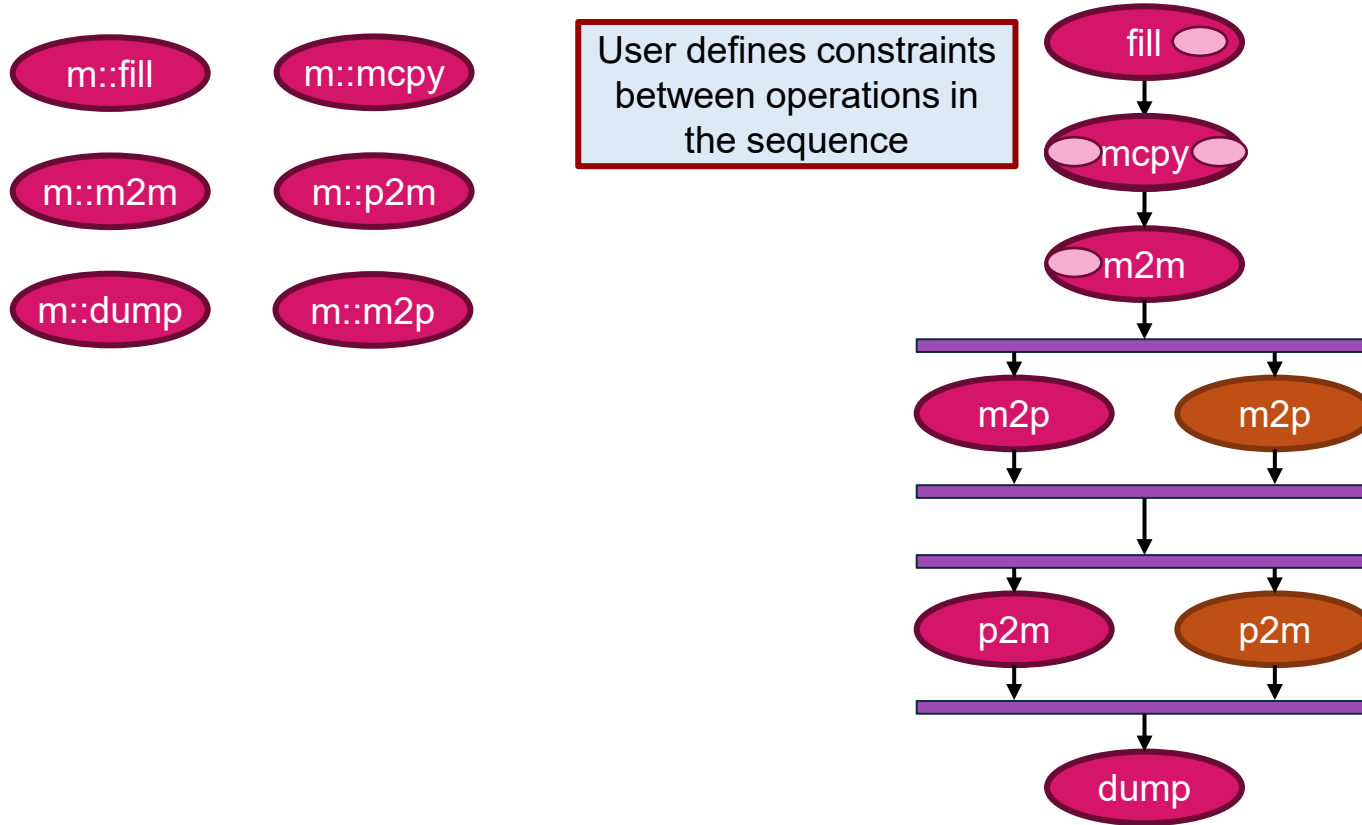 m::fill
m::mcpy
m::m2m
m::p2m
m::dump
m::m2p
User defines constraints
between operations in
the sequence
fill
mcpy
m2m
m2p
m2p
p2m
p2m
dump